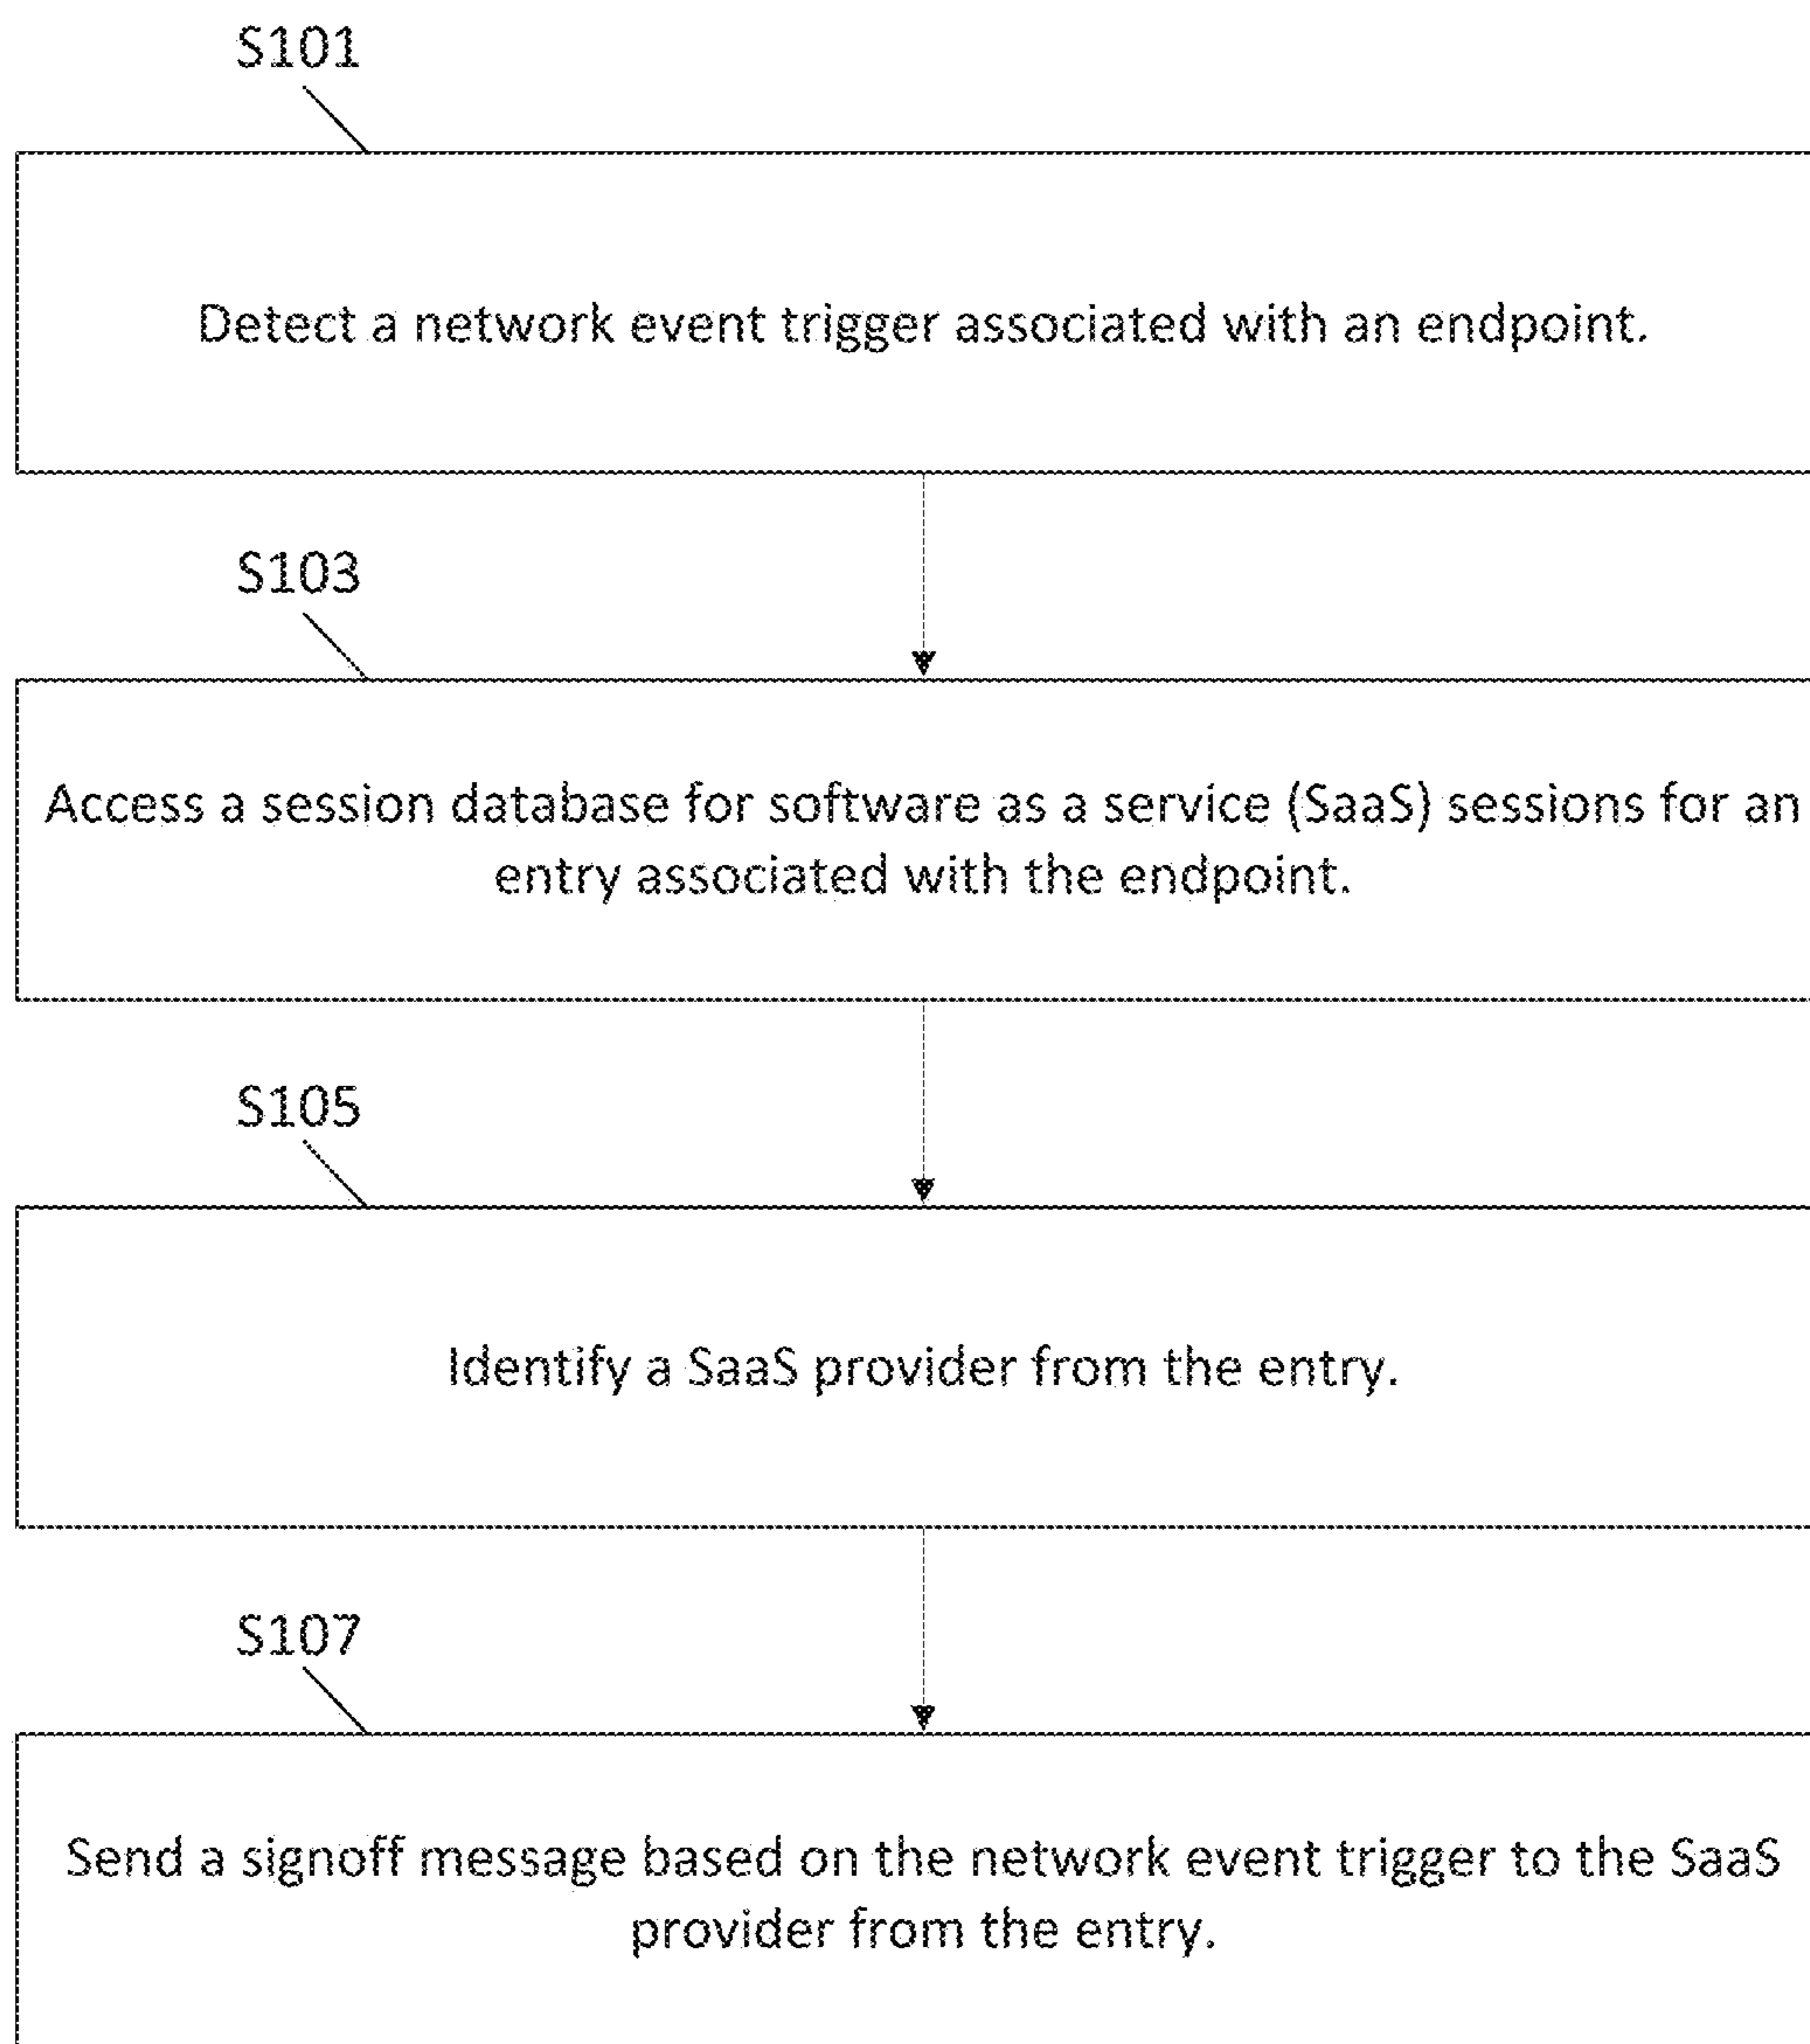 S101
Detect a network event trigger associated with an endpoint.
S103
Access a session database for software as a service (SaaS) sessions for an
entry associated with the endpoint.
S105
Identify a SaaS provider from the entry.
S107
Send a signoff message based on the network event trigger to the SaaS
provider from the entry.